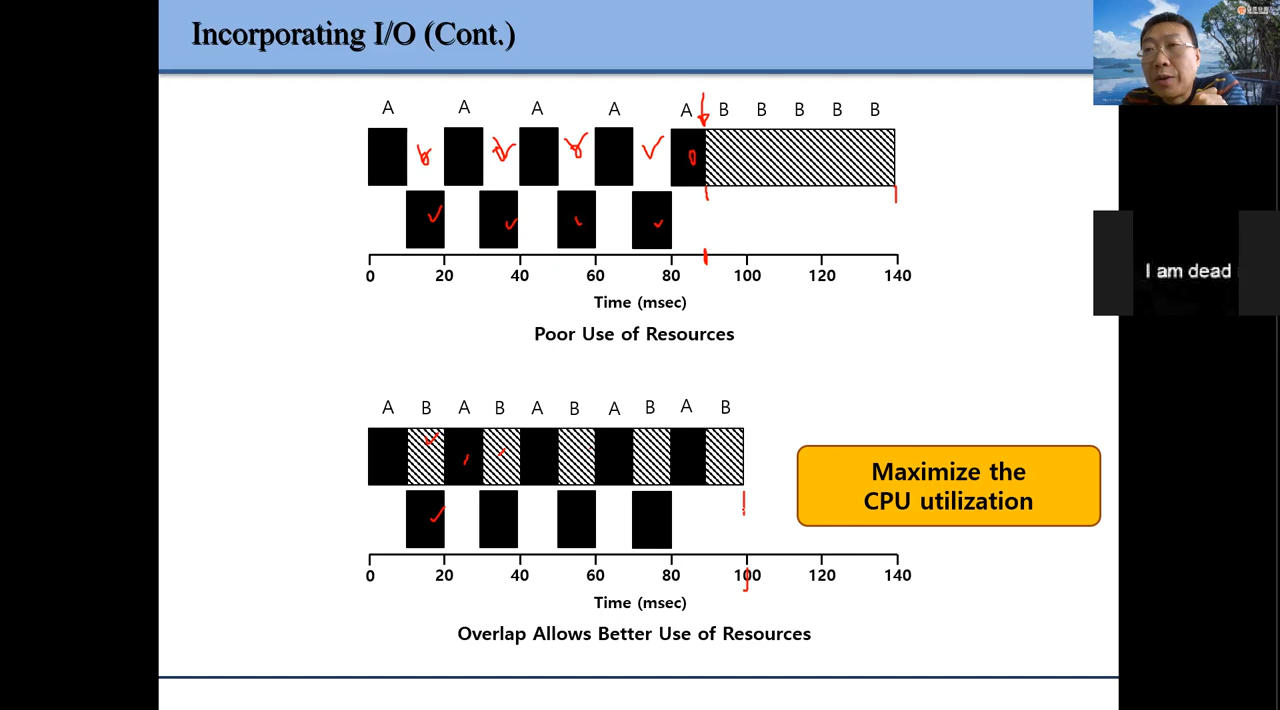 Incorporating I/O (Cont.)
A A A A A B B B B B
0 20 40 60 80 100 120 140
Time (msec)
Poor Use of Resources
A B A B A B A B A B
Maximize the
CPU utilization
0 20 40 60 80 100 120 140
Time (msec)
Overlap Allows Better Use of Resources
I am dead